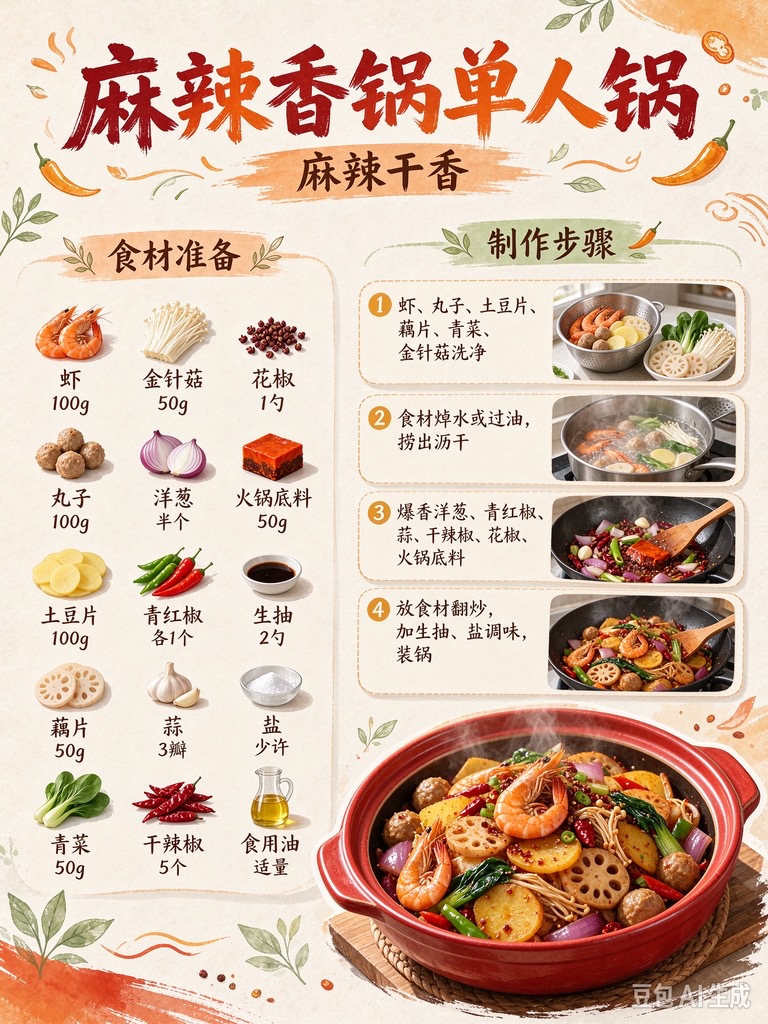 麻辣香锅单人锅
麻辣干香
食材准备
虾
100g
金针菇
50g
花椒
1勺
丸子
100g
洋葱
半个
火锅底料
50g
土豆片
100g
青红椒
各1个
生抽
2勺
藕片
50g
蒜
3瓣
盐
少许
青菜
50g
干辣椒
5个
食用油
适量
制作步骤
1
虾、丸子、土豆片、
藕片、青菜、
金针菇洗净
2
食材焯水或过油，
捞出沥干
3
爆香洋葱、青红椒、
蒜、干辣椒、花椒、
火锅底料
4
放食材翻炒，
加生抽、盐调味，
装锅
豆包AI生成